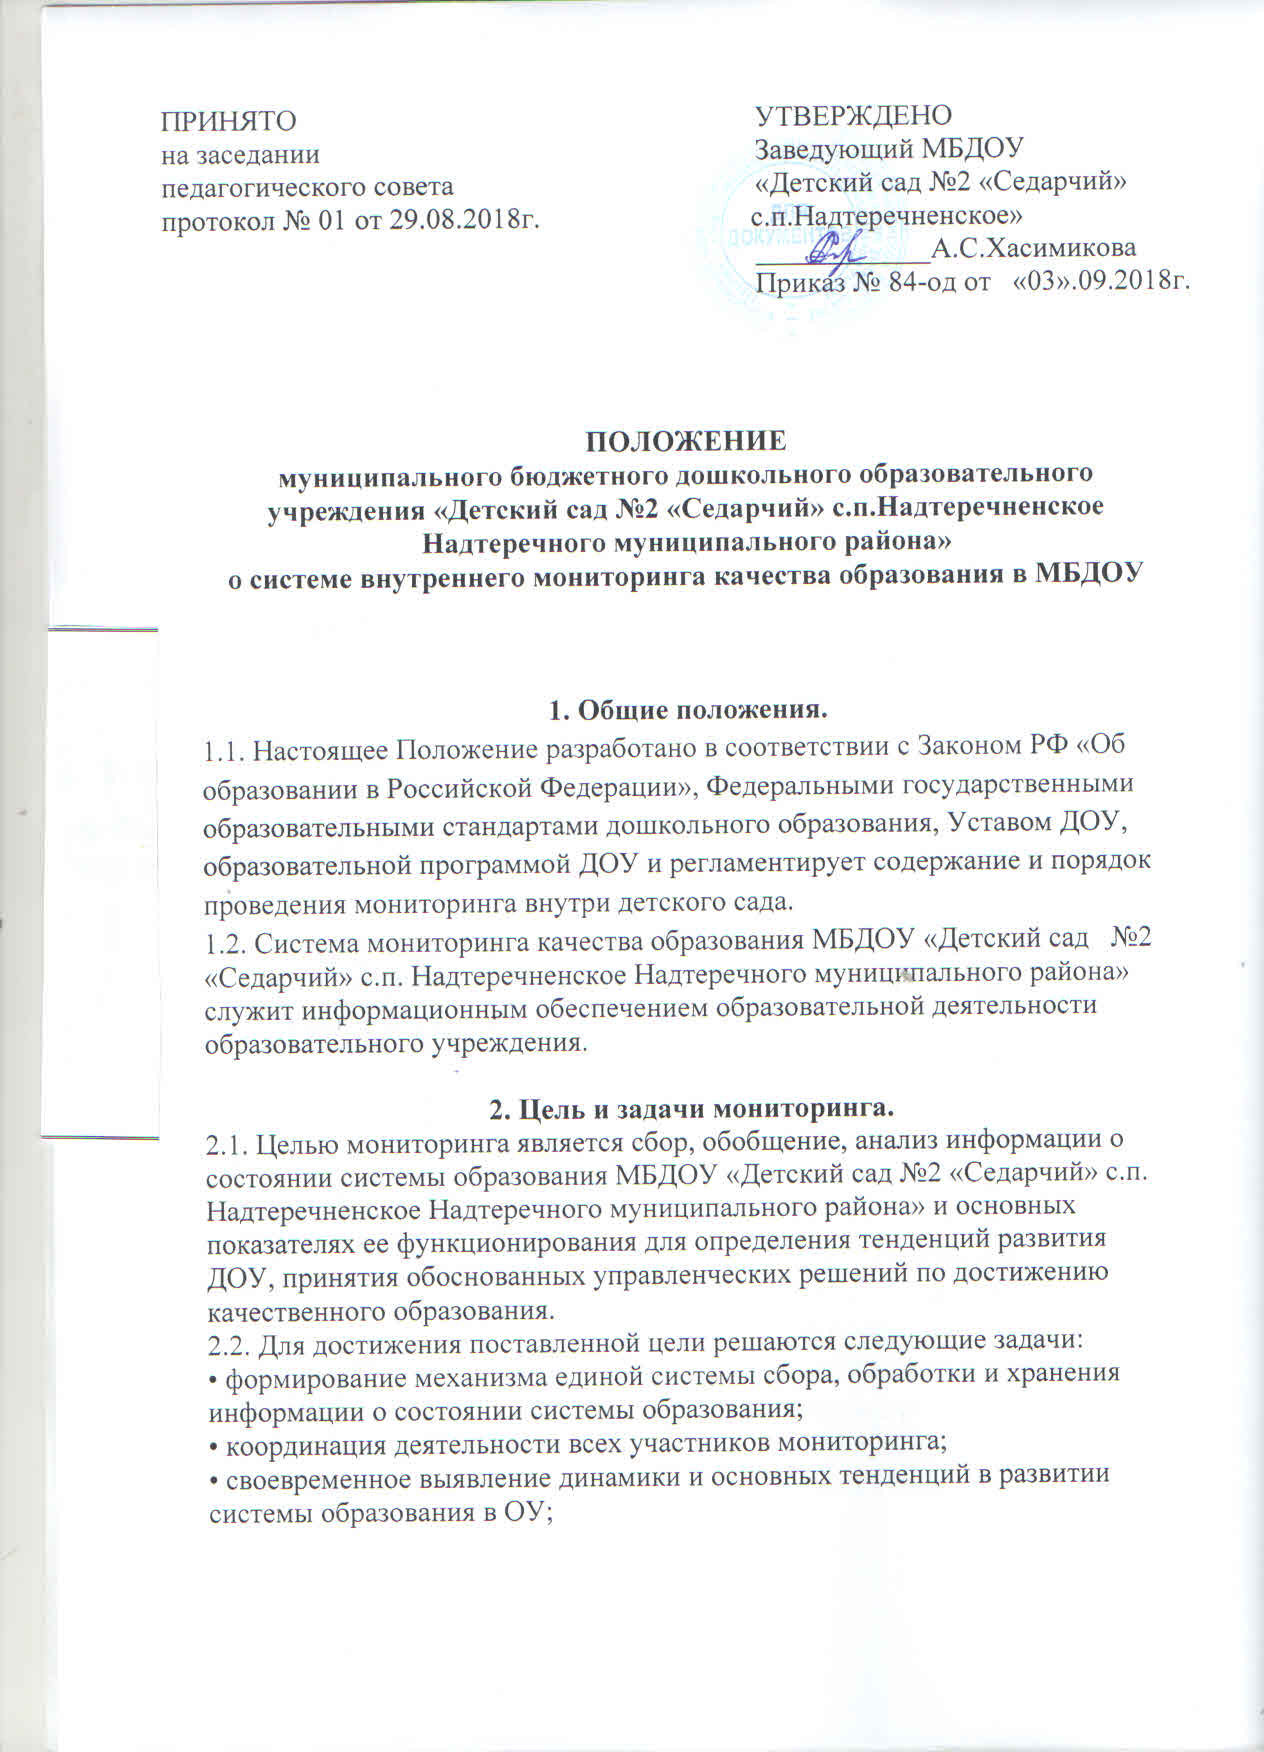 ПРИНЯТО
на заседании
педагогического совета
протокол № 01 от 29.08.2018г.
УТВЕРЖДЕНО
Заведующий МБДОУ
«Детский сад №2 «Седарчий»
с.п.Надтеречненское»
____________А.С.Хасимикова
Приказ № 84-од от «03».09.2018г.
ПОЛОЖЕНИЕ
муниципального бюджетного дошкольного образовательного
учреждения «Детский сад №2 «Седарчий» с.п.Надтеречненское
Надтеречного муниципального района»
о системе внутреннего мониторинга качества образования в МБДОУ
1. Общие положения.
1.1. Настоящее Положение разработано в соответствии с Законом РФ «Об
образовании в Российской Федерации», Федеральными государственными
образовательными стандартами дошкольного образования, Уставом ДОУ,
образовательной программой ДОУ и регламентирует содержание и порядок
проведения мониторинга внутри детского сада.
1.2. Система мониторинга качества образования МБДОУ «Детский сад №2
«Седарчий» с.п. Надтеречненское Надтеречного муниципального района»
служит информационным обеспечением образовательной деятельности
образовательного учреждения.
2. Цель и задачи мониторинга.
2.1. Целью мониторинга является сбор, обобщение, анализ информации о
состоянии системы образования МБДОУ «Детский сад №2 «Седарчий» с.п.
Надтеречненское Надтеречного муниципального района» и основных
показателях ее функционирования для определения тенденций развития
ДОУ, принятия обоснованных управленческих решений по достижению
качественного образования.
2.2. Для достижения поставленной цели решаются следующие задачи:
• формирование механизма единой системы сбора, обработки и хранения
информации о состоянии системы образования;
• координация деятельности всех участников мониторинга;
• своевременное выявление динамики и основных тенденций в развитии
системы образования в ОУ;